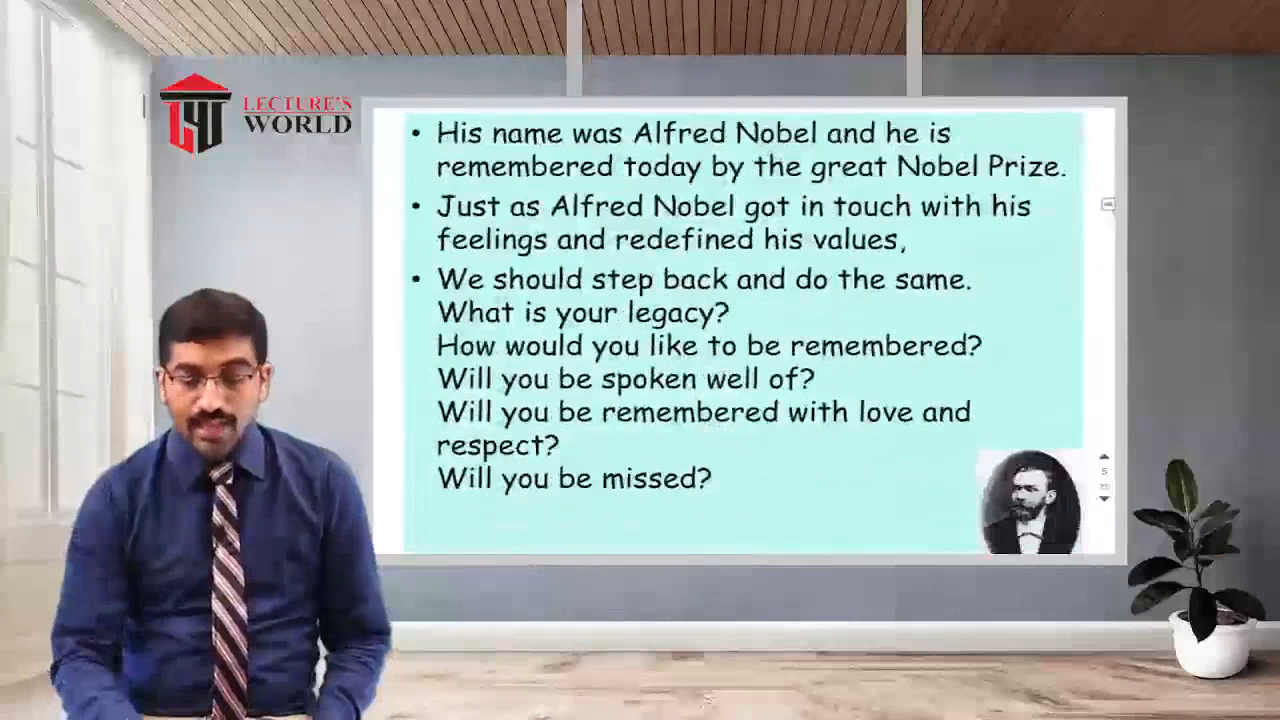 LECTURE'S
WORLD
• His name was Alfred Nobel and he is
remembered today by the great Nobel Prize.
• Just as Alfred Nobel got in touch with his
feelings and redefined his values,
• We should step back and do the same.
What is your legacy?
How would you like to be remembered?
Will you be spoken well of?
Will you be remembered with love and
respect?
Will you be missed?
5